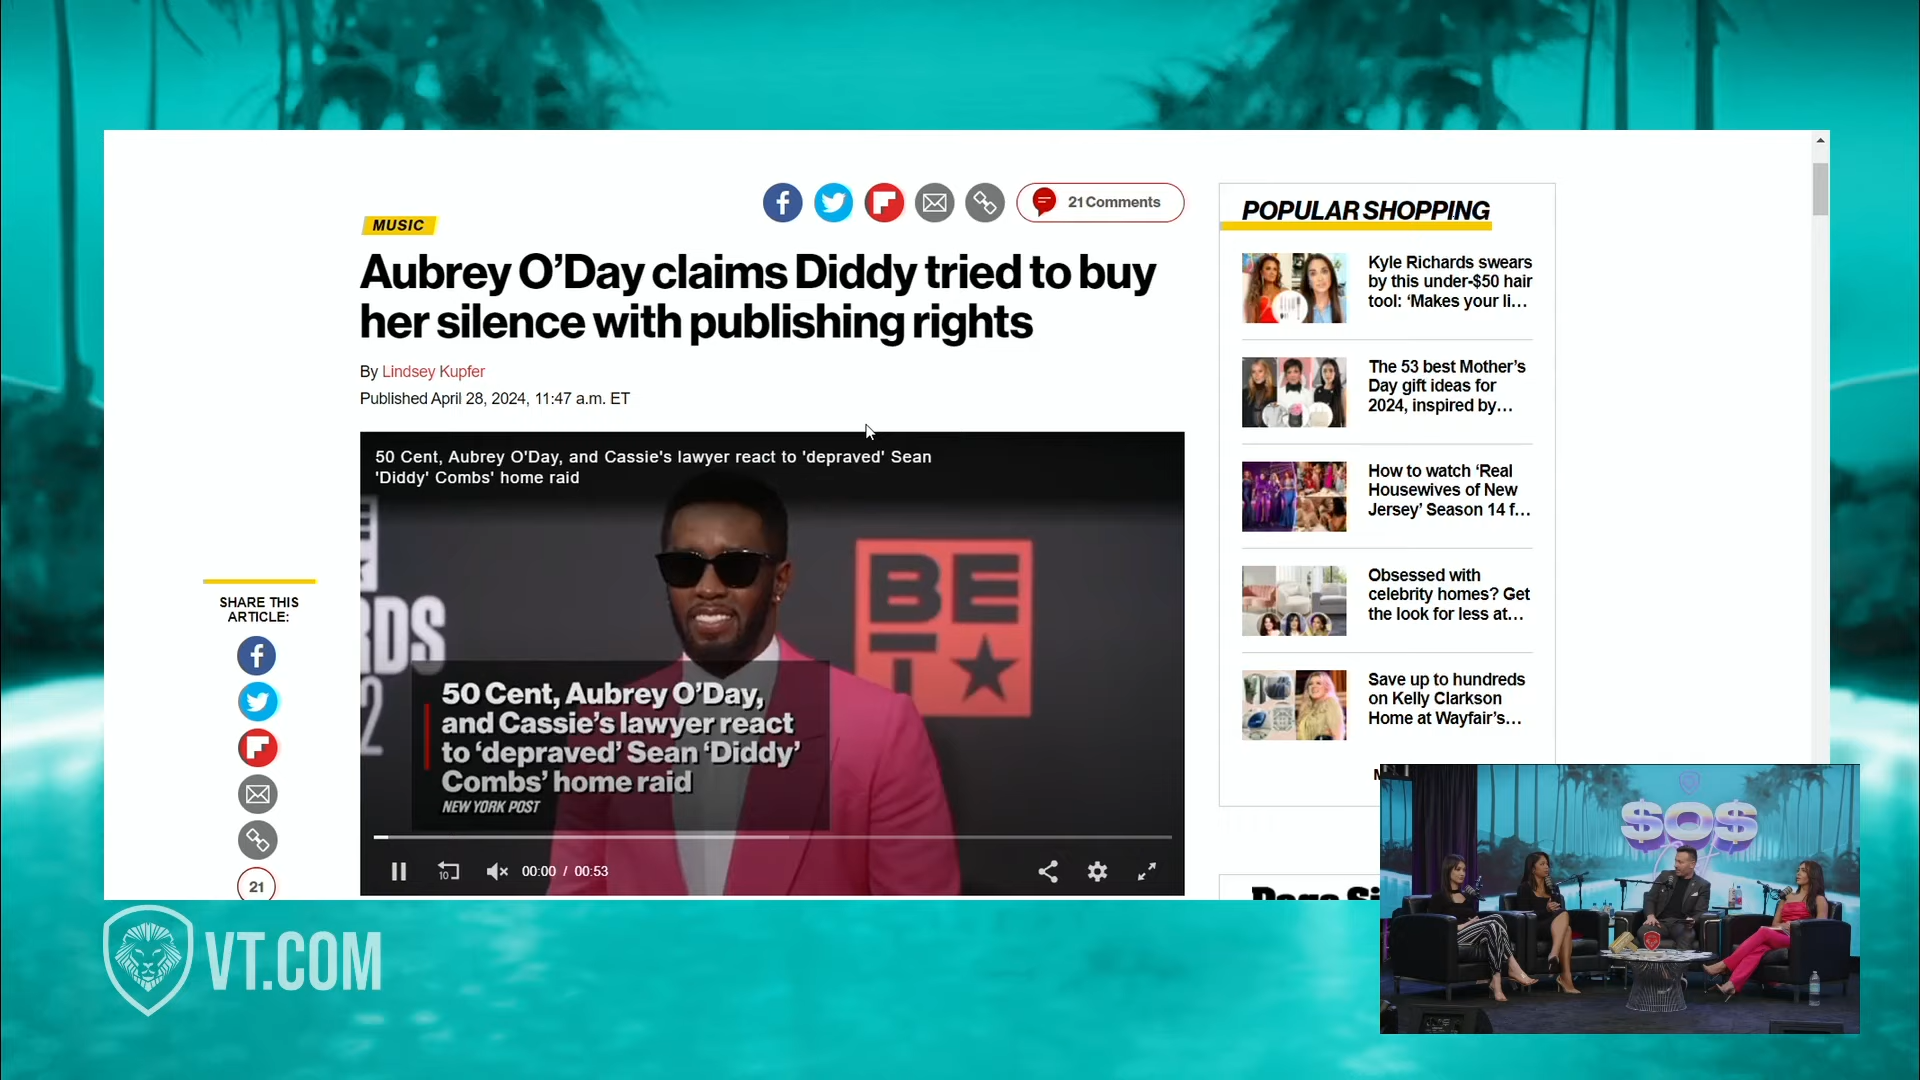 21 Comments
MUSIC
Aubrey O'Day claims Diddy tried to buy
her silence with publishing rights
By Lindsey Kupfer
Published April 28, 2024, 11:47 a.m. ET
50 Cent, Aubrey O'Day, and Cassie's lawyer react to 'depraved' Sean
'Diddy' Combs' home raid
RDS
2
BE
T
50 Cent, Aubrey O'Day,
and Cassie's lawyer react
to 'depraved' Sean 'Diddy'
Combs' home raid
NEW YORK POST
10
00:00 / 00:53
SHARE THIS
ARTICLE:
21
POPULAR SHOPPING
Kyle Richards swears
by this under-$50 hair
tool: 'Makes your li...
The 53 best Mother's
Day gift ideas for
2024, inspired by...
How to watch 'Real
Housewives of New
Jersey' Season 14 f...
Obsessed with
celebrity homes? Get
the look for less at...
Save up to hundreds
on Kelly Clarkson
Home at Wayfair's...
$O$
VT.COM